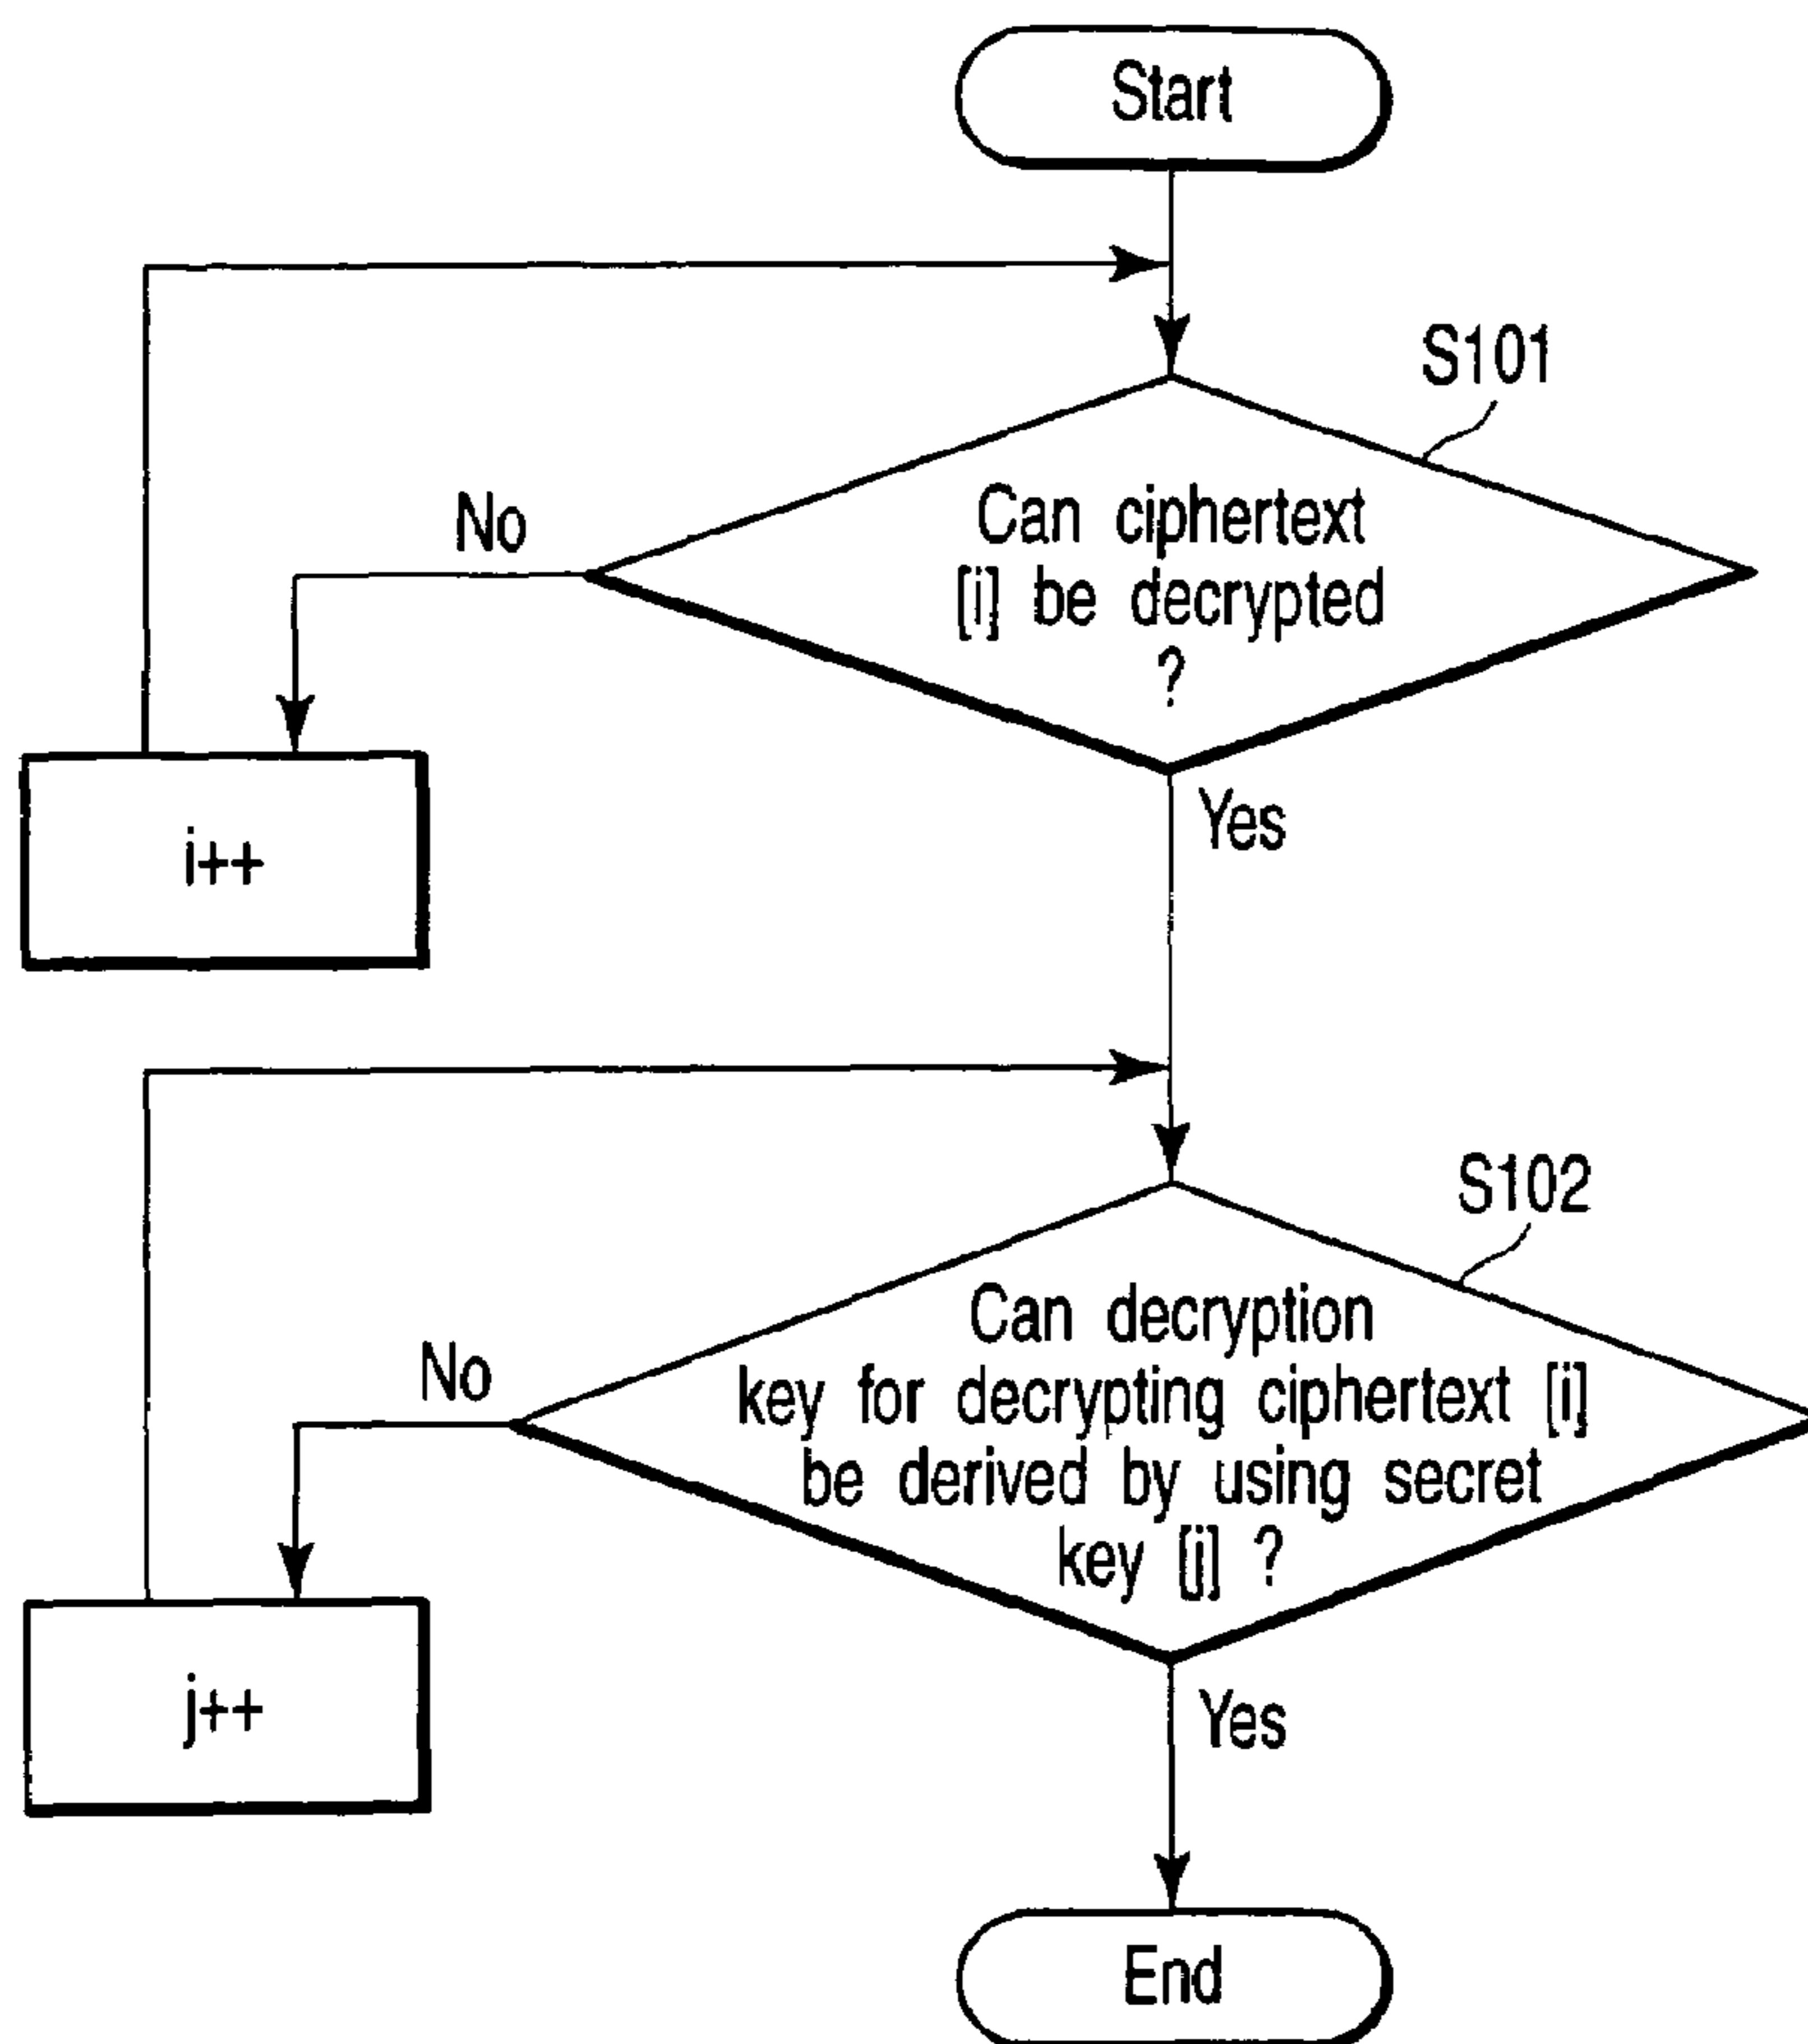 Start
S101
Can ciphertext
[i] be decrypted
?
No
Yes
i++
S102
Can decryption
key for decrypting ciphertext [i]
be derived by using secret
key [j] ?
No
Yes
j++
End